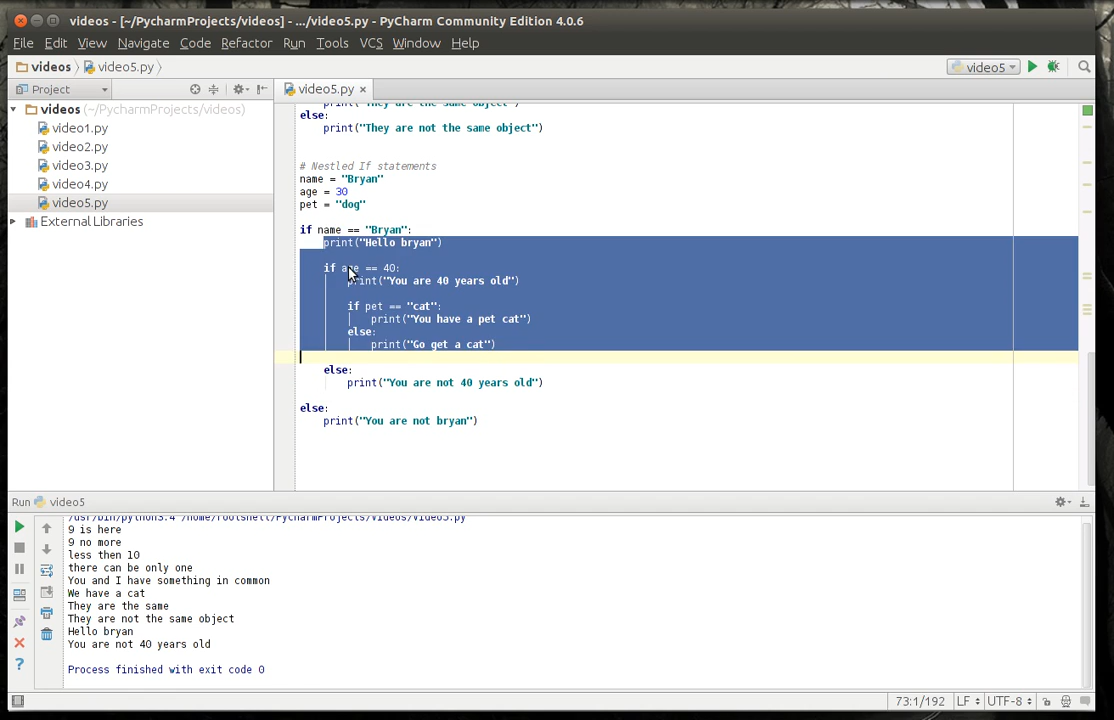 videos - [~/PycharmProjects/videos] - .../video5.py - PyCharm Community Edition 4.0.6
File Edit View Navigate Code Refactor Run Tools VCS Window Help
videos video5.py video5
Project video5.py
videos (~/PycharmProjects/videos)
video1.py
video2.py
video3.py
video4.py
video5.py
External Libraries
print("They are the same object")
else:
print("They are not the same object")
# Nestled If statements
name = "Bryan"
age = 30
pet = "dog"
if name == "Bryan":
print("Hello bryan")
if age == 40:
print("You are 40 years old")
if pet == "cat":
print("You have a pet cat")
else:
print("Go get a cat")
else:
print("You are not 40 years old")
else:
print("You are not bryan")
Run video5
/usr/bin/python3.4 /home/rootshell/PycharmProjects/videos/video5.py
9 is here
9 no more
less then 10
there can be only one
You and I have something in common
We have a cat
They are the same
They are not the same object
Hello bryan
You are not 40 years old
Process finished with exit code 0
73:1/192 LF UTF-8